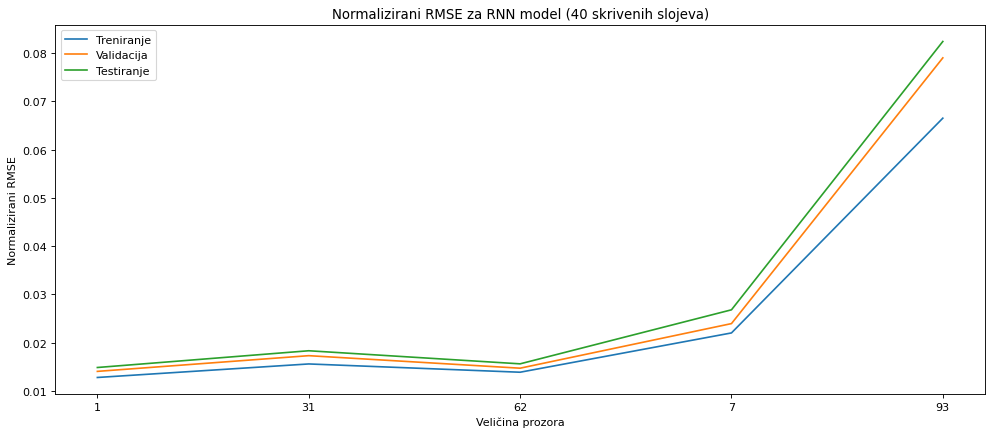 Normalizirani RMSE za RNN model (40 skrivenih slojeva)
Treniranje
Validacija
Testiranje
Normalizirani RMSE
0.08
0.07
0.06
0.05
0.04
0.03
0.02
0.01
1 31 62 7 93
Veličina prozora